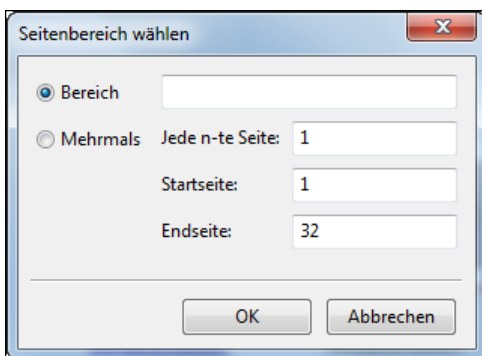 Seitenbereich wählen
Bereich
Mehrmals Jede n-te Seite: 1
Startseite: 1
Endseite: 32
OK Abbrechen